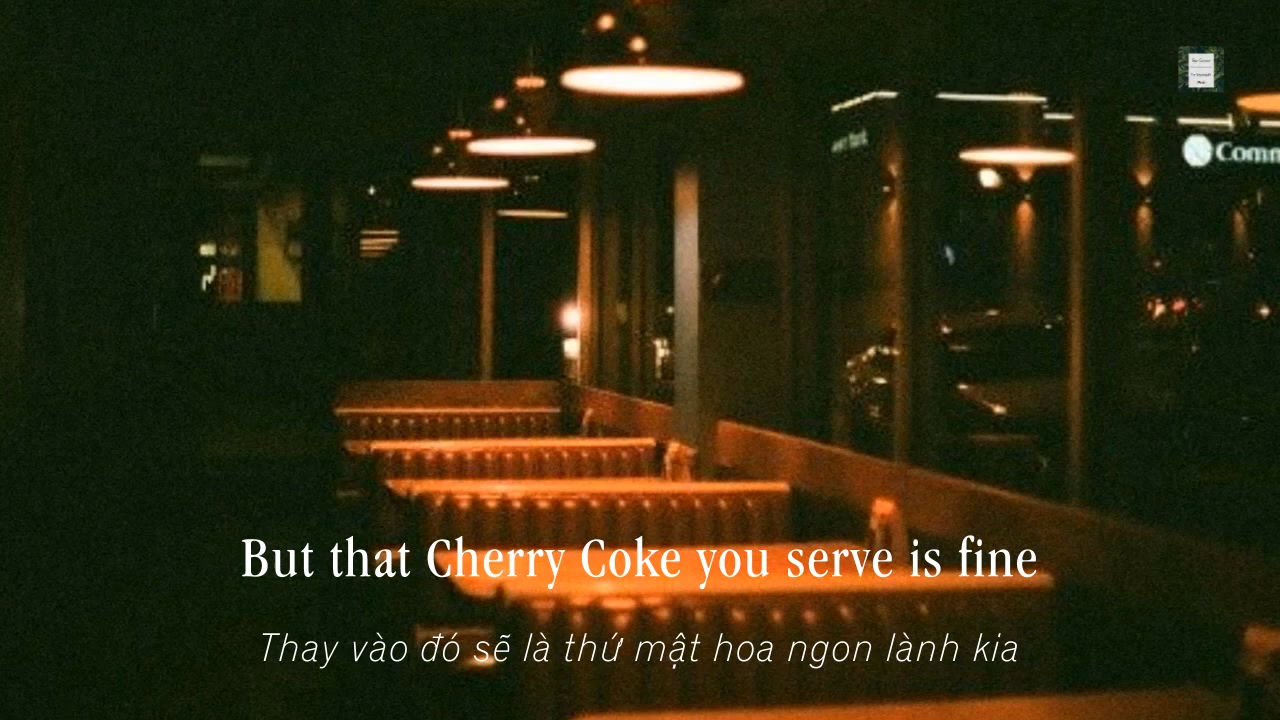 Comm
But that Cherry Coke you serve is fine
Thay vào đó sẽ là thứ mật hoa ngon lành kia